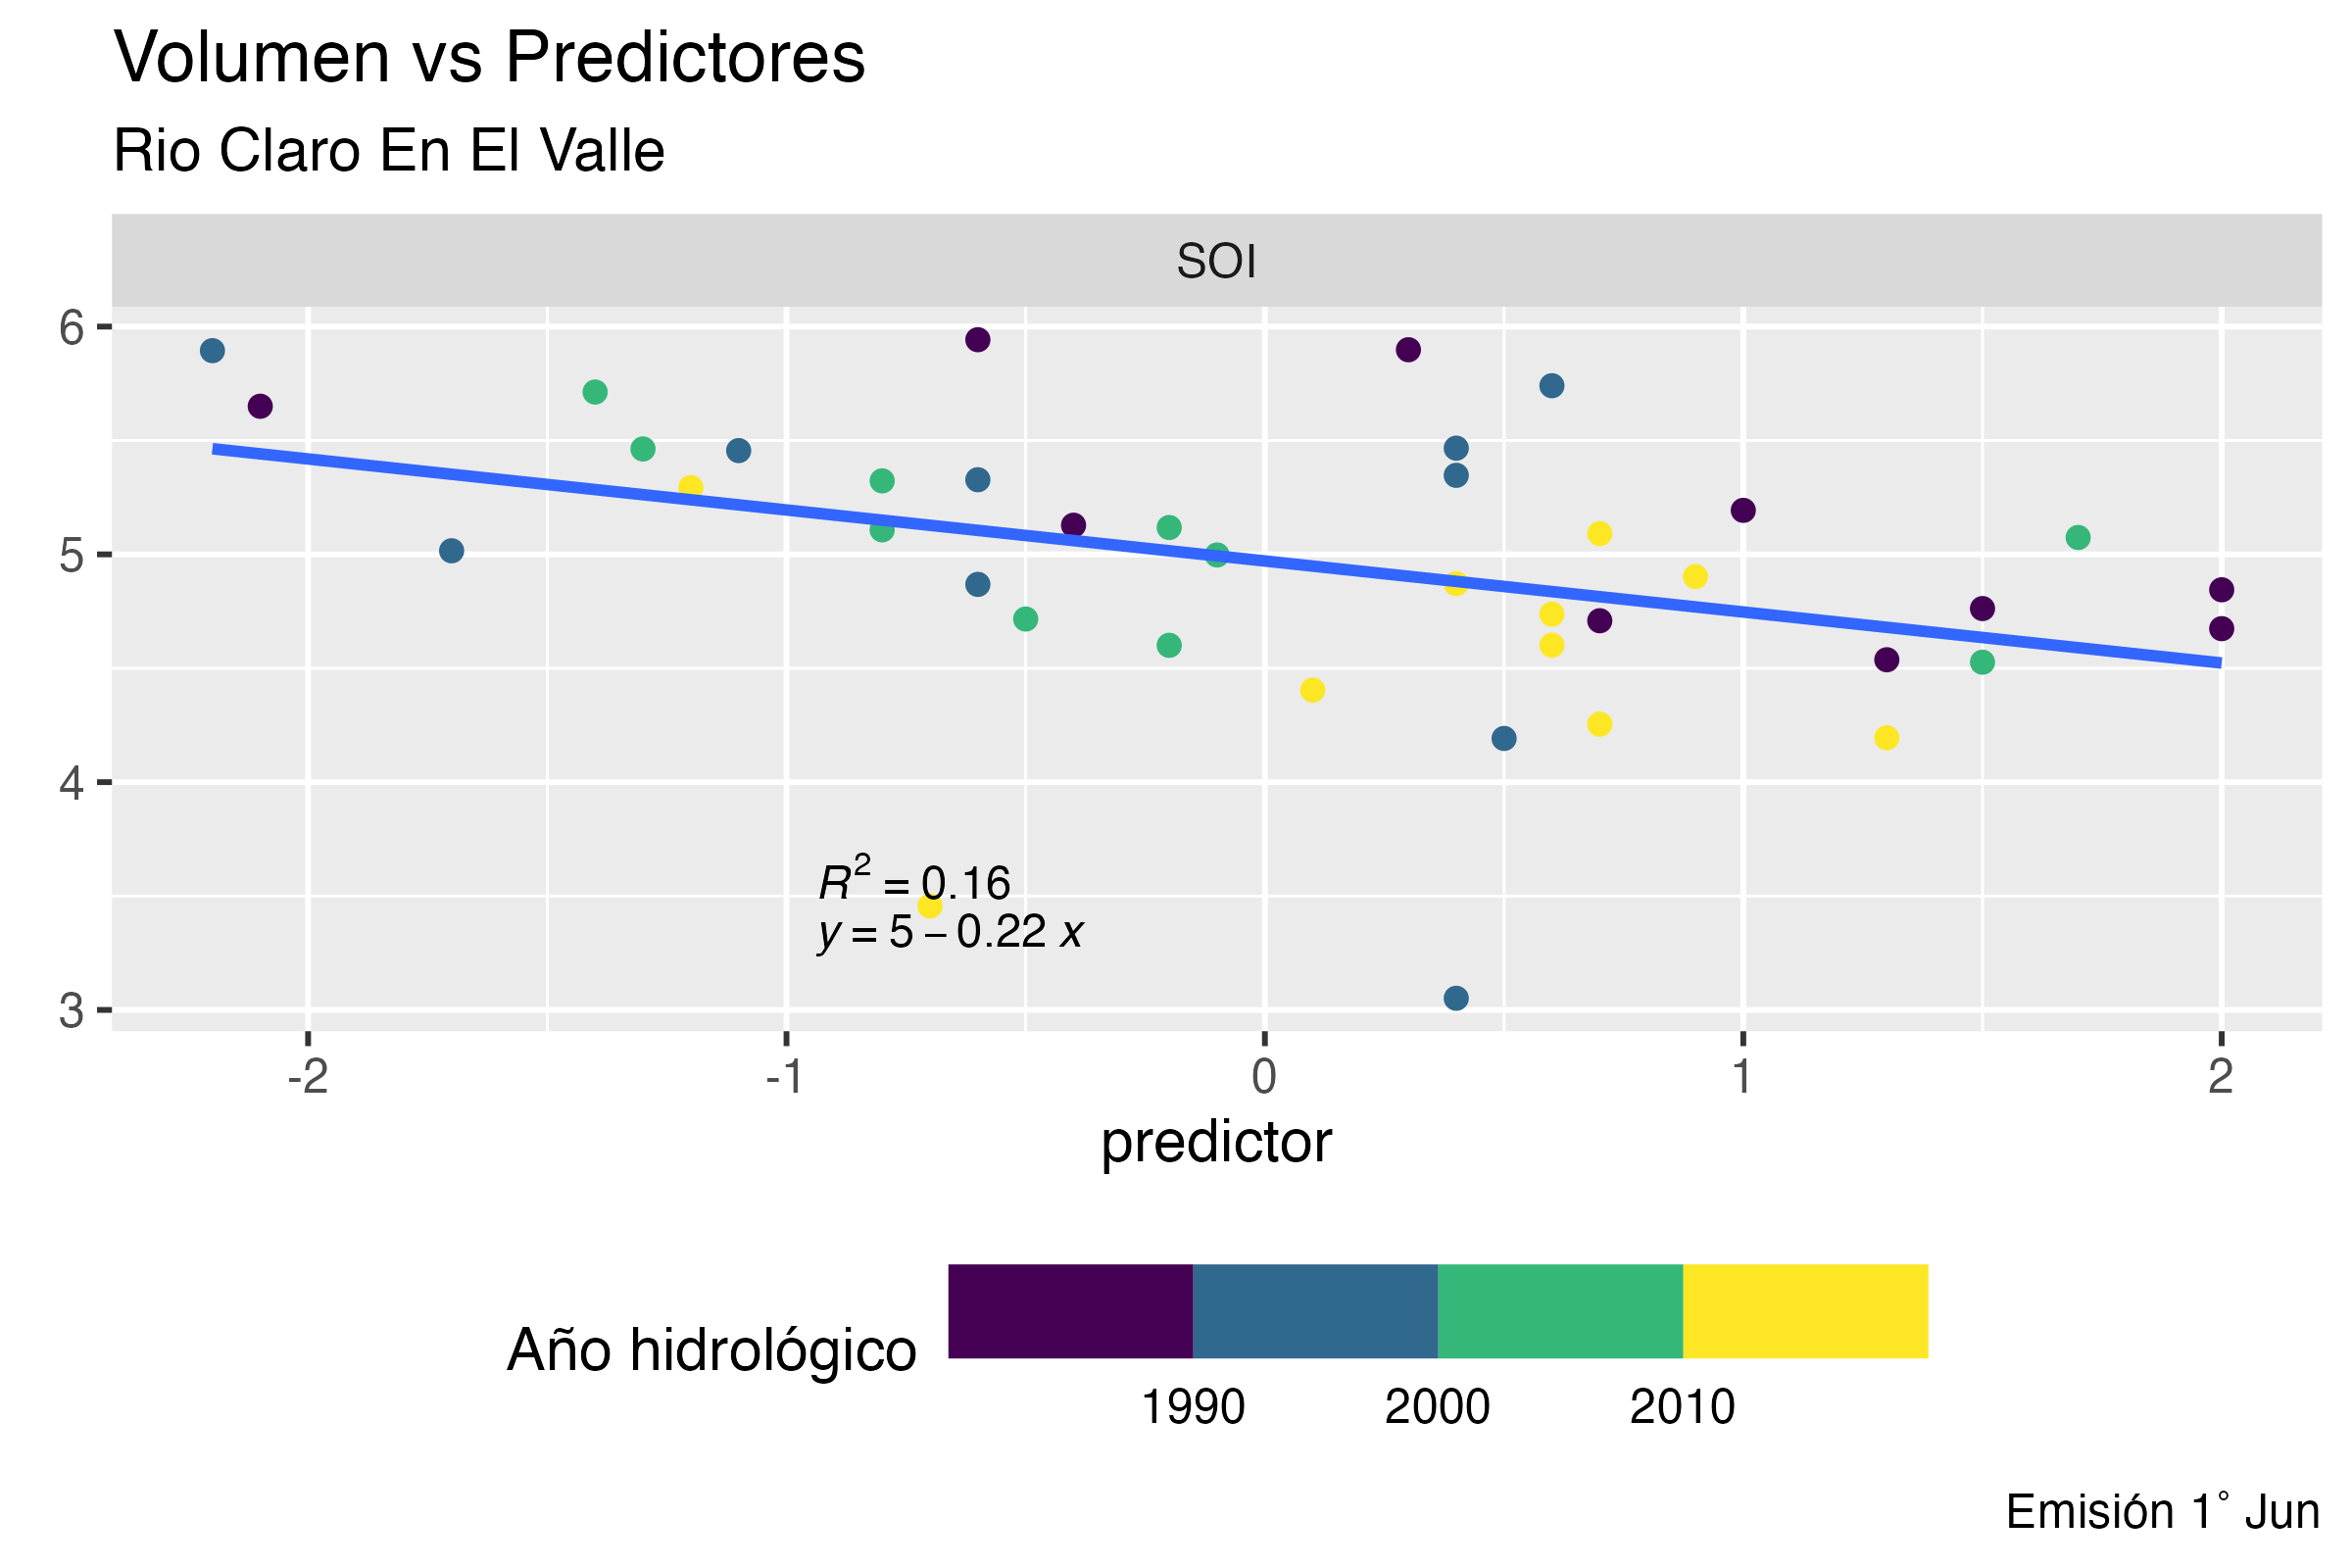 Volumen vs Predictores
Rio Claro En El Valle
SOI
6
5
4
3
R² = 0.16
y = 5 − 0.22 x
-2 -1 0 1 2
predictor
Año hidrológico
1990 2000 2010
Emisión 1° Jun